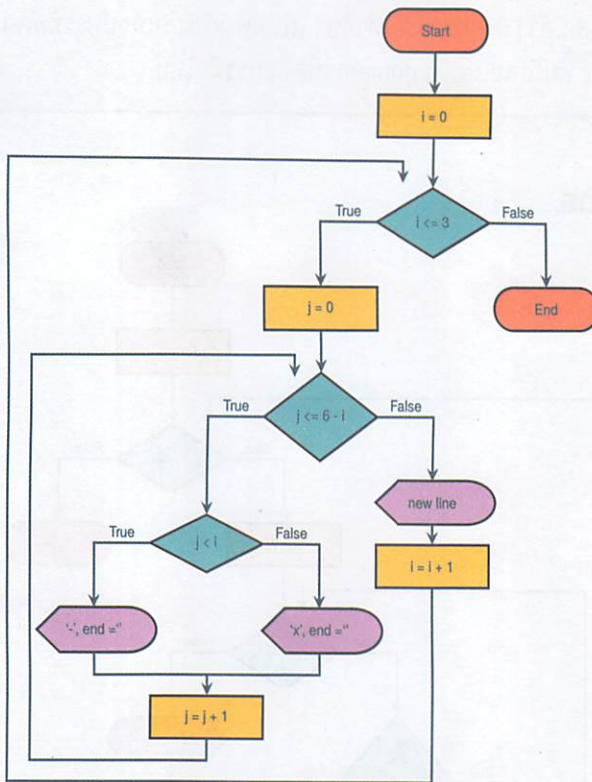 Start
i = 0
i <= 3
True
False
j = 0
End
j <= 6 - i
True
False
new line
j < i
True
False
i = i + 1
'-', end =''
'x', end =''
j = j + 1